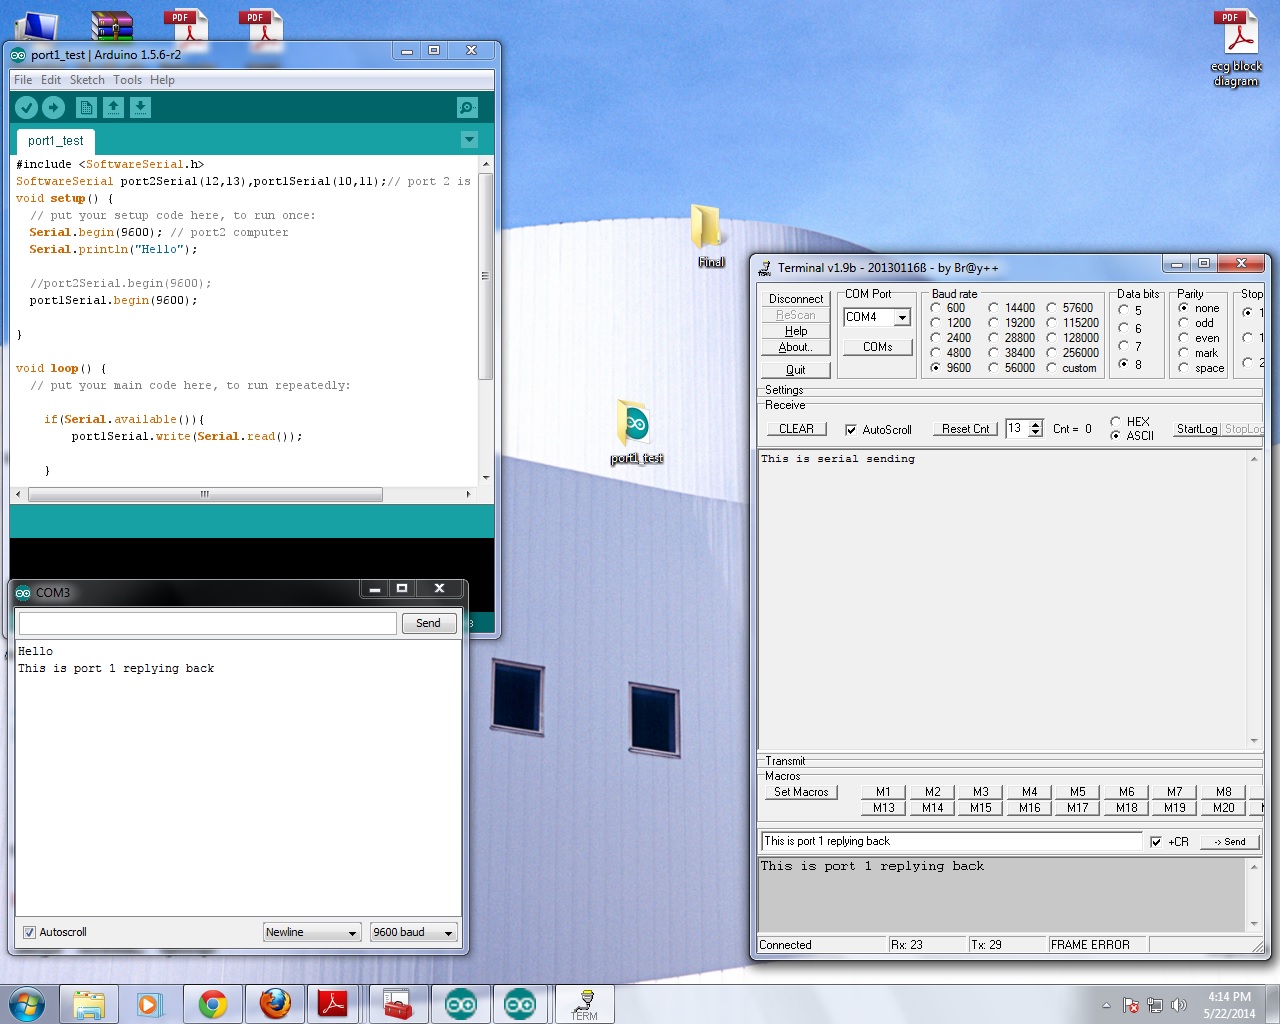 PDF
PDF
PDF
ecg block
diagram
port1_test | Arduino 1.5.6-r2
File Edit Sketch Tools Help
port1_test
#include <SoftwareSerial.h>
SoftwareSerial port2Serial(12,13),port1Serial(10,11);// port 2 is
void setup() {
// put your setup code here, to run once:
Serial.begin(9600); // port2 computer
Serial.println("Hello");
//port2Serial.begin(9600);
port1Serial.begin(9600);
}
void loop() {
// put your main code here, to run repeatedly:
if(Serial.available()){
port1Serial.write(Serial.read());
}
3
COM3
Send
Hello
This is port 1 replying back
Autoscroll
Newline
9600 baud
Final
port1_test
Terminal v1.9b - 20130116ß - by Br@y++
Disconnect
ReScan
Help
About..
Quit
COM Port
COM4
COMs
Baud rate
600 14400 57600
1200 19200 115200
2400 28800 128000
4800 38400 256000
9600 56000 custom
Data bits
5
6
7
8
Parity
none
odd
even
mark
space
Stop
1
1
2
Settings
Receive
CLEAR AutoScroll Reset Cnt 13 Cnt = 0
HEX
ASCII
StartLog StopLog
This is serial sending
Transmit
Macros
Set Macros M1 M2 M3 M4 M5 M6 M7 M8
M13 M14 M15 M16 M17 M18 M19 M20
This is port 1 replying back +CR -> Send
This is port 1 replying back
Connected Rx: 23 Tx: 29 FRAME ERROR
TERM
4:14 PM
5/22/2014